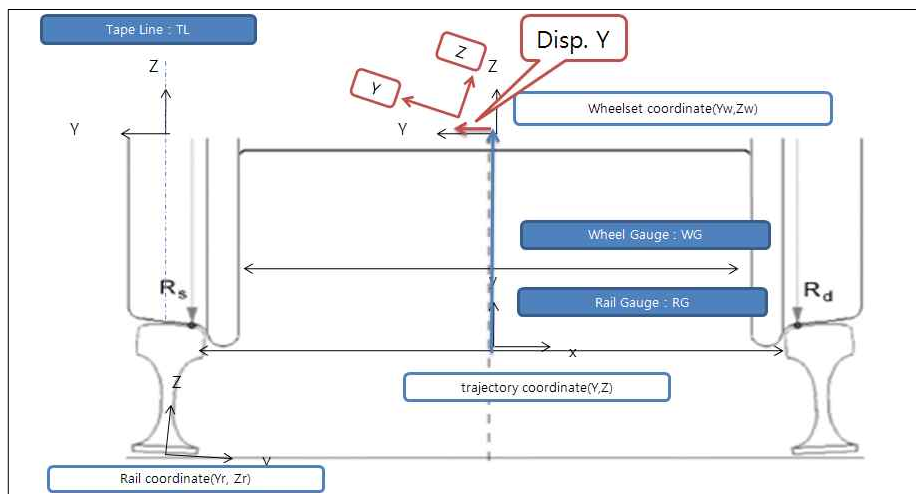 Tape Line : TL
Disp. Y
Z
Z
Z
Y
Wheelset coordinate(Yw,Zw)
Y
Y
Wheel Gauge : WG
Rs
Rail Gauge : RG
Rd
x
Z
trajectory coordinate(Y,Z)
Rail coordinate(Yr, Zr)